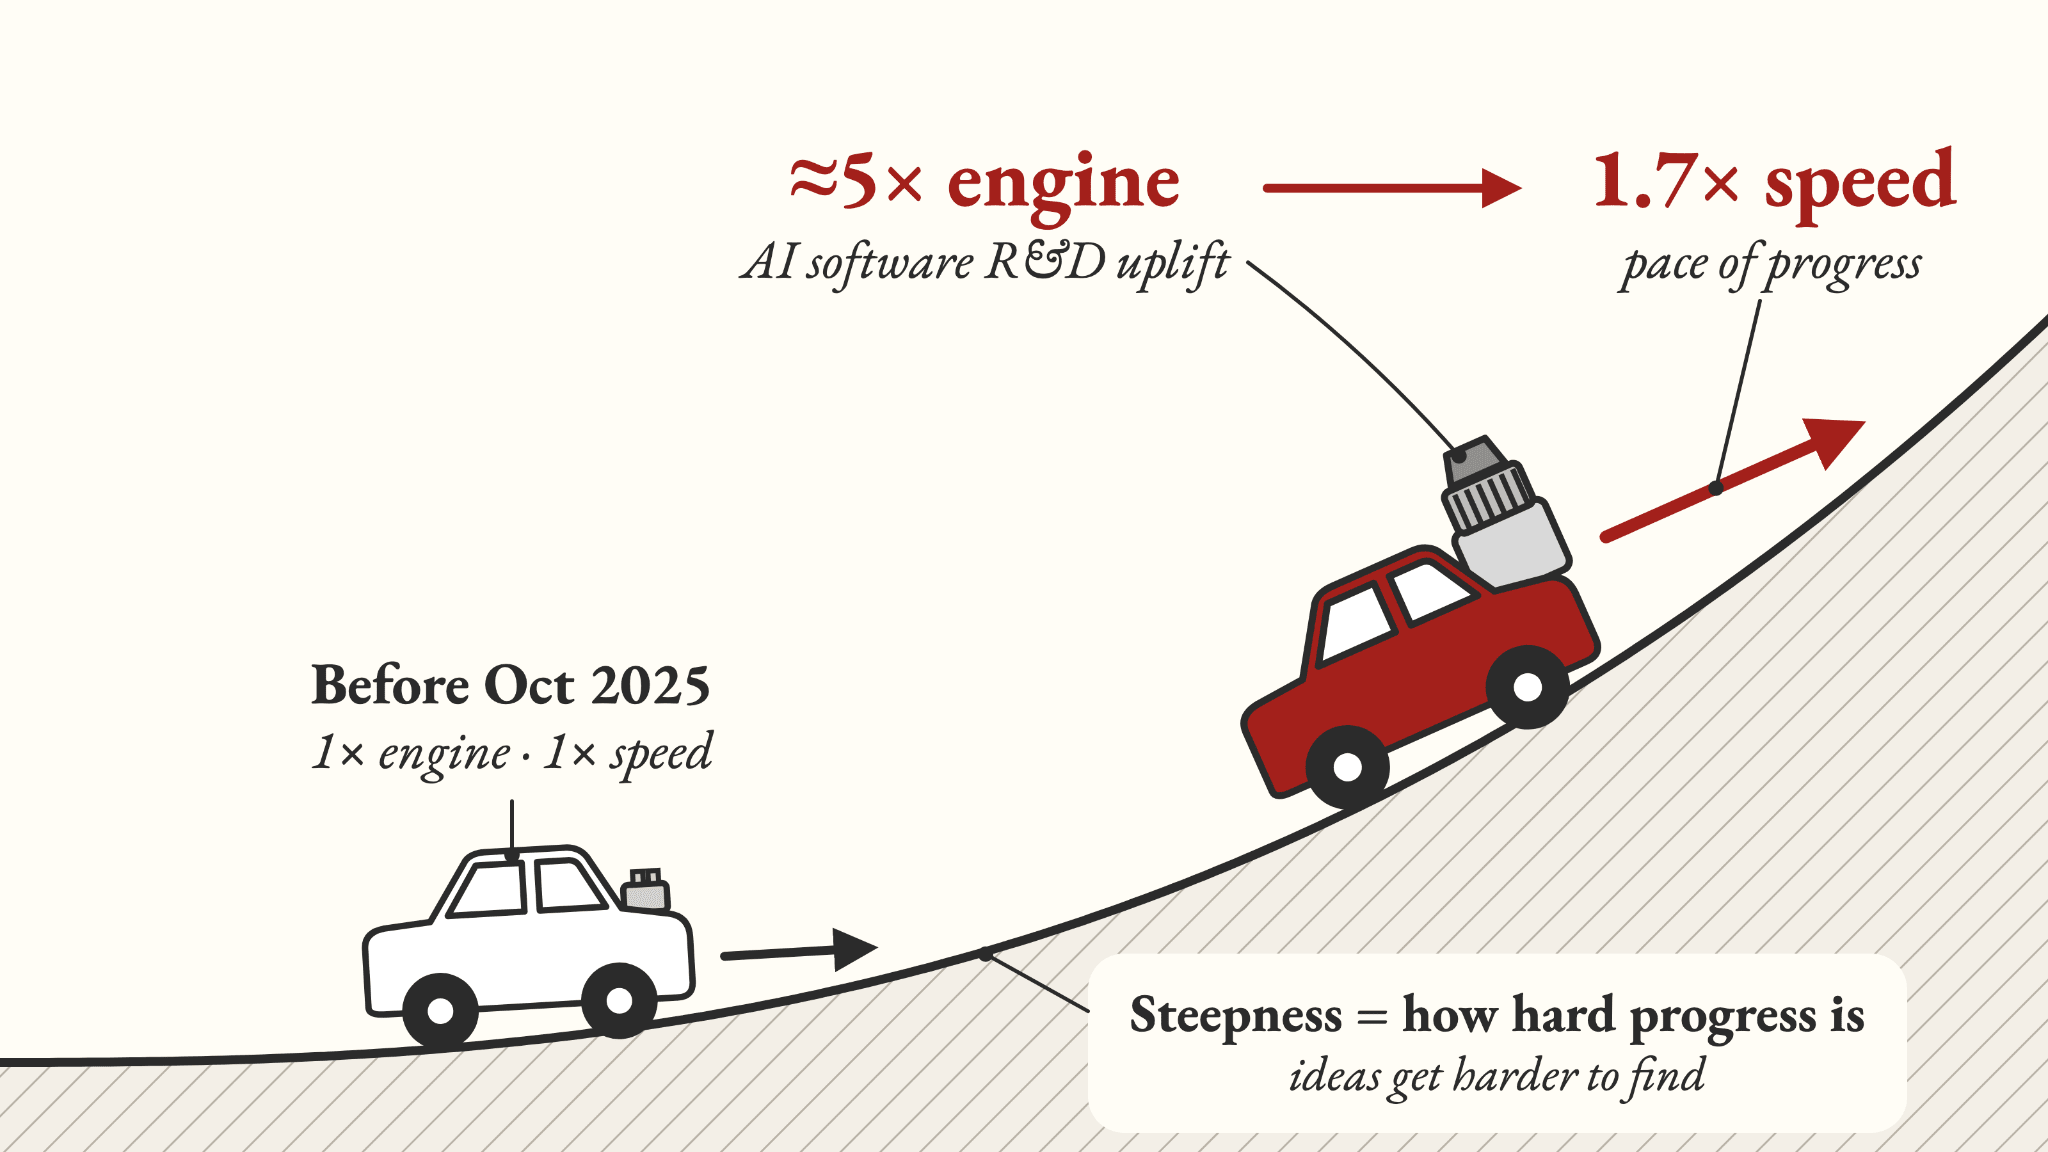 ≈5× engine
AI software R&D uplift
1.7× speed
pace of progress
Before Oct 2025
1× engine · 1× speed
Steepness = how hard progress is
ideas get harder to find